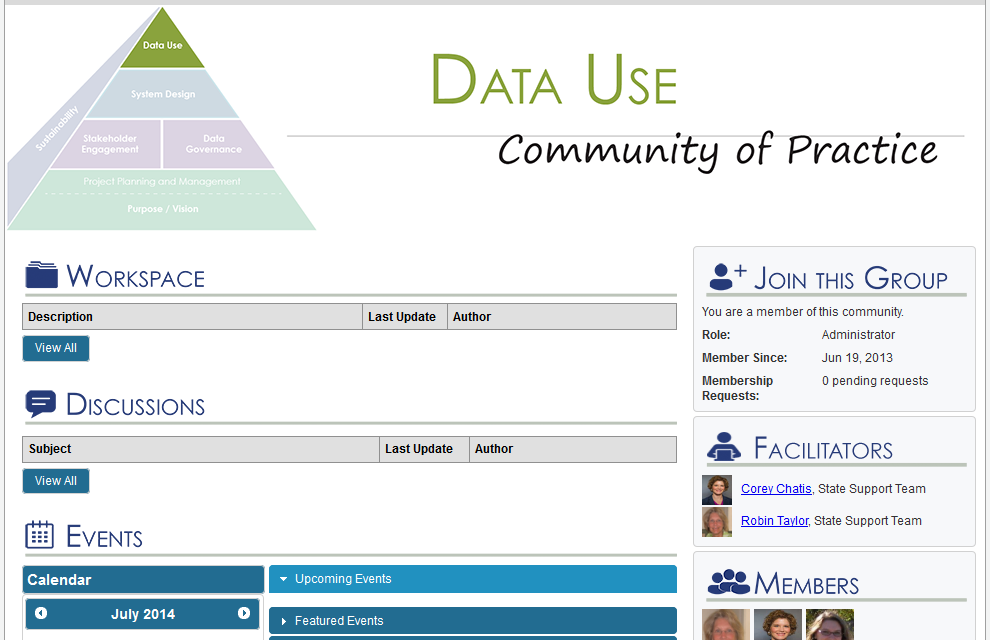 Data Use
System Design
Sustainability
Stakeholder
Engagement
Data
Governance
Project Planning and Management
Purpose / Vision
Data Use
Community of Practice
Workspace
Description Last Update Author
View All
Discussions
Subject Last Update Author
View All
Events
Calendar
July 2014
Upcoming Events
Featured Events
Join this Group
You are a member of this community.
Role: Administrator
Member Since: Jun 19, 2013
Membership 0 pending requests
Requests:
Facilitators
Corey Chatis, State Support Team
Robin Taylor, State Support Team
Members